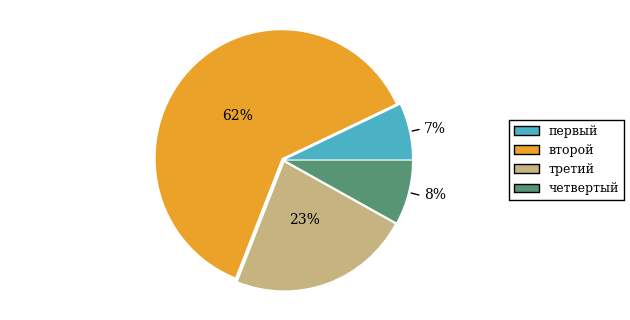 62%
7%
8%
23%
первый
второй
третий
четвертый